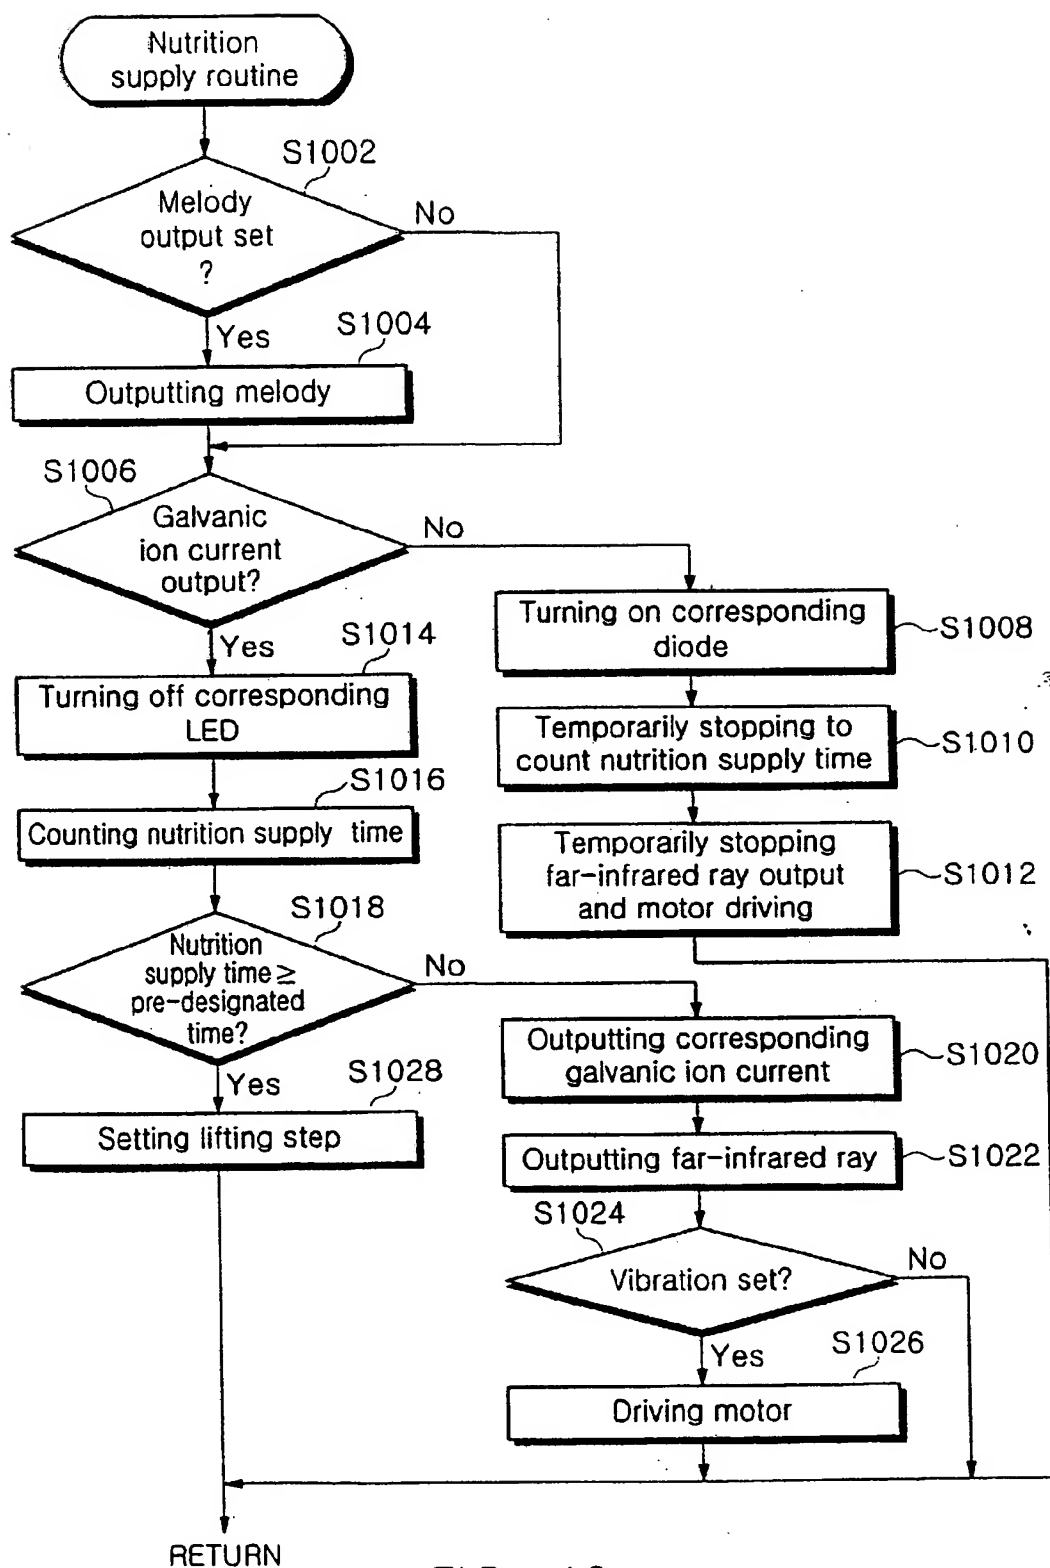 Nutrition
supply routine
S1002
Melody
output set
?
No
Yes
S1004
Outputting melody
S1006
Galvanic
ion current
output?
No
Yes
Turning on corresponding
diode
S1008
S1014
Turning off corresponding
LED
Temporarily stopping to
count nutrition supply time
S1010
S1016
Counting nutrition supply time
Temporarily stopping
far-infrared ray output
and motor driving
S1012
S1018
Nutrition
supply time ≥
pre-designated
time?
No
Yes
Outputting corresponding
galvanic ion current
S1020
S1028
Setting lifting step
Outputting far-infrared ray
S1022
S1024
Vibration set?
No
Yes
S1026
Driving motor
RETURN